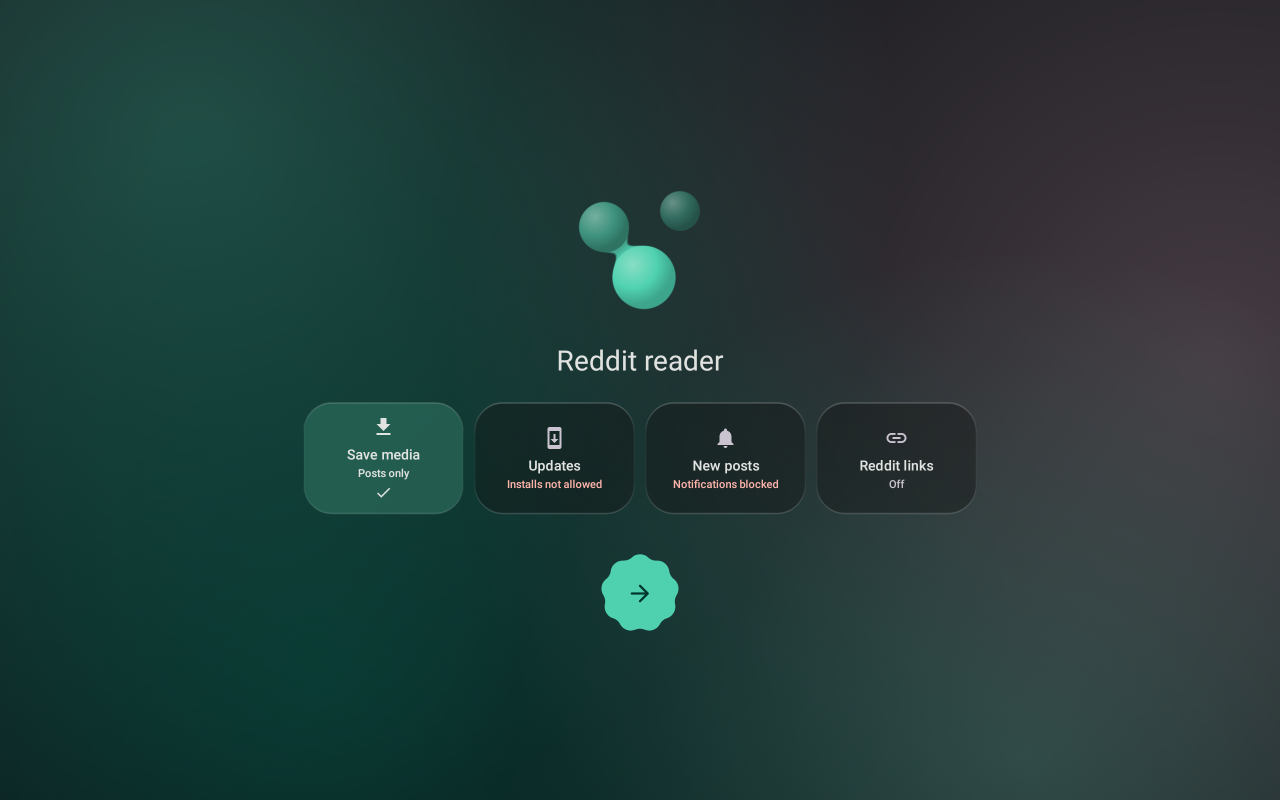 Reddit reader
Save media
Posts only
Updates
Installs not allowed
New posts
Notifications blocked
Reddit links
Off